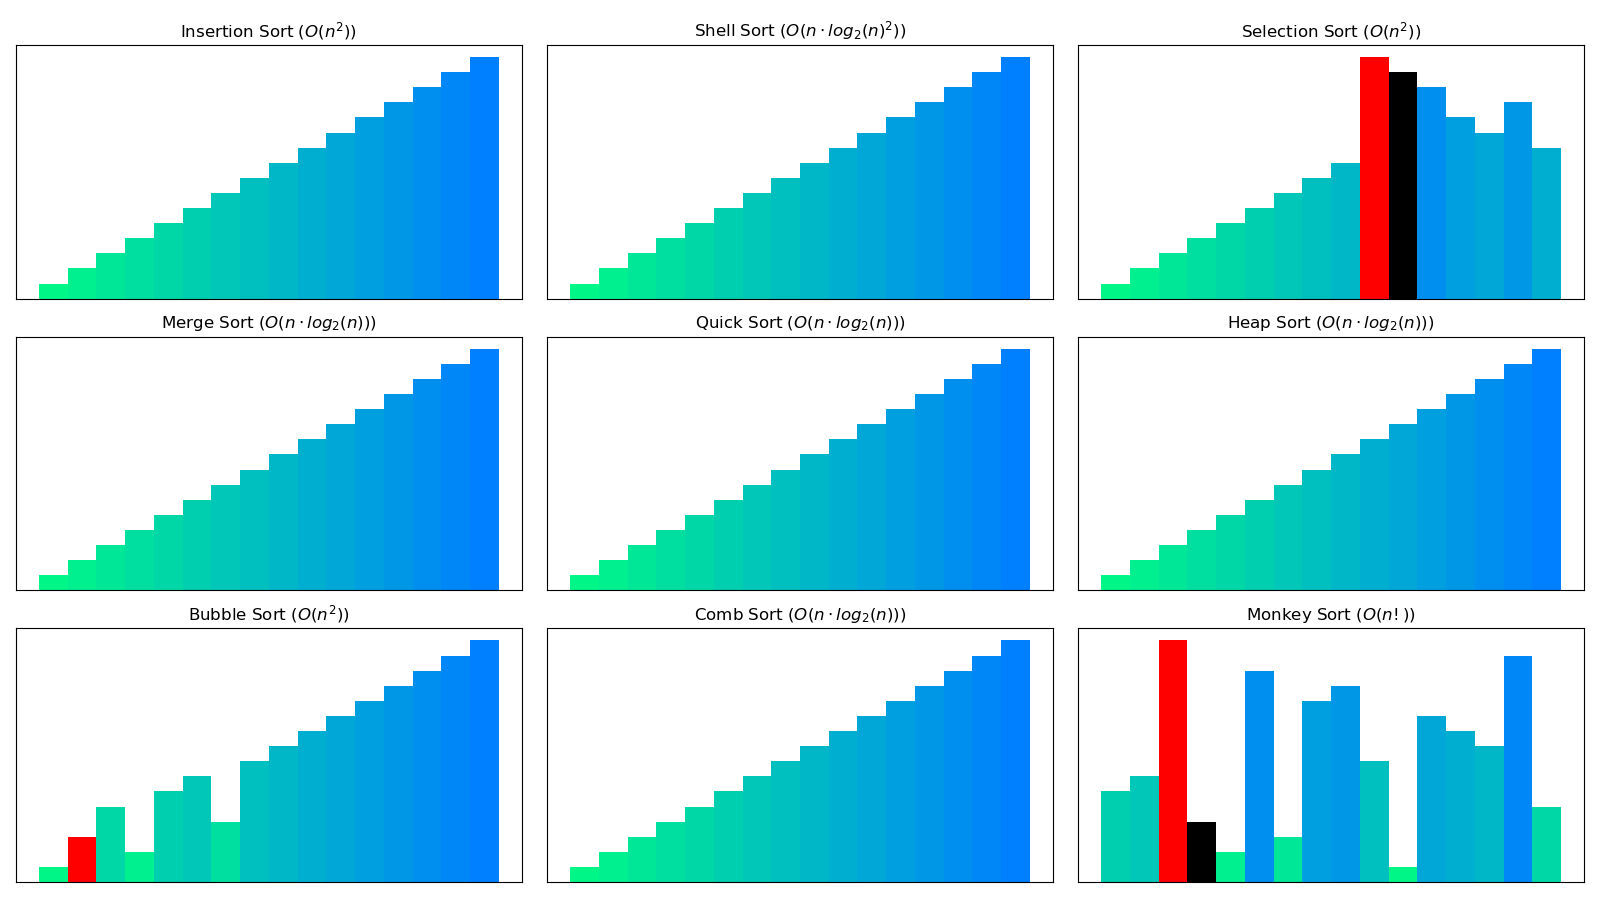 Insertion Sort (O(n²))
Shell Sort (O(n · log₂(n)²))
Selection Sort (O(n²))
Merge Sort (O(n · log₂(n)))
Quick Sort (O(n · log₂(n)))
Heap Sort (O(n · log₂(n)))
Bubble Sort (O(n²))
Comb Sort (O(n · log₂(n)))
Monkey Sort (O(n!))